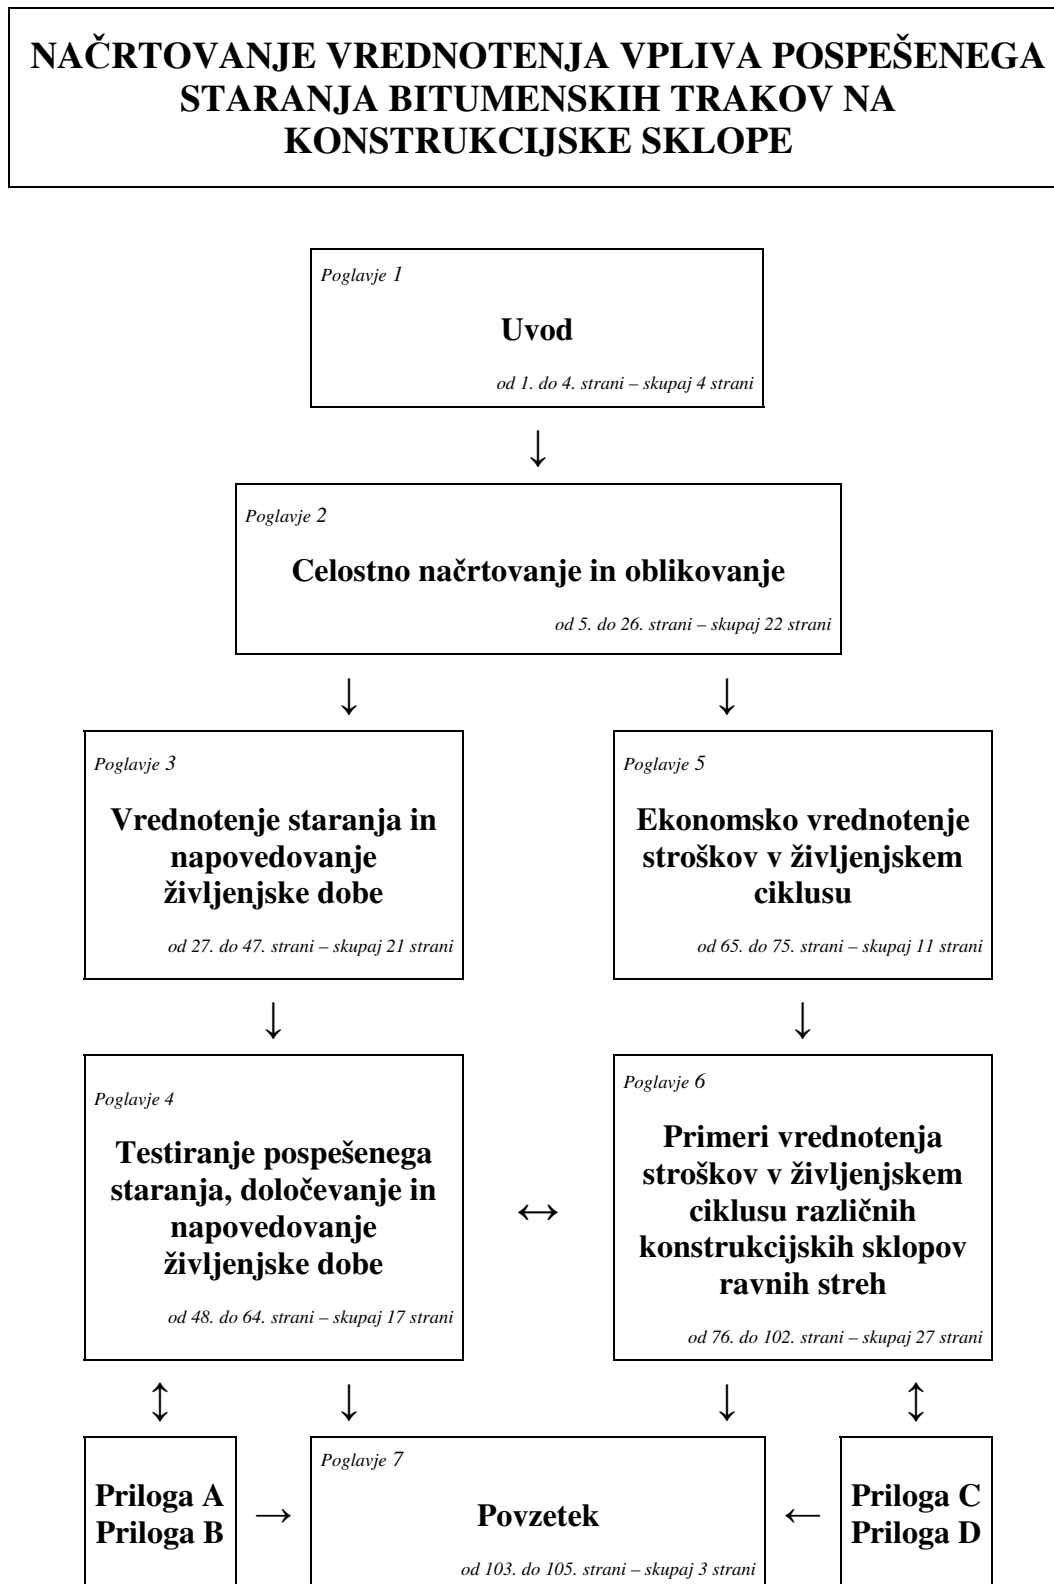 NAČRTOVANJE VREDNOTENJA VPLIVA POSPEŠENEGA
STARANJA BITUMENSKIH TRAKOV NA
KONSTRUKCIJSKE SKLOPE
Poglavje 1
Uvod
od 1. do 4. strani – skupaj 4 strani
↓
Poglavje 2
Celostno načrtovanje in oblikovanje
od 5. do 26. strani – skupaj 22 strani
↓ ↓
Poglavje 3
Vrednotenje staranja in
napovedovanje
življenjske dobe
od 27. do 47. strani – skupaj 21 strani
Poglavje 5
Ekonomsko vrednotenje
stroškov v življenjskem
ciklusu
od 65. do 75. strani – skupaj 11 strani
↓ ↓
Poglavje 4
Testiranje pospešenega
staranja, določevanje in
napovedovanje
življenjske dobe
od 48. do 64. strani – skupaj 17 strani
↔
Poglavje 6
Primeri vrednotenja
stroškov v življenjskem
ciklusu različnih
konstrukcijskih sklopov
ravnih streh
od 76. do 102. strani – skupaj 27 strani
↕ ↓ ↓ ↕
Priloga A
Priloga B
→
Poglavje 7
Povzetek
od 103. do 105. strani – skupaj 3 strani
←
Priloga C
Priloga D